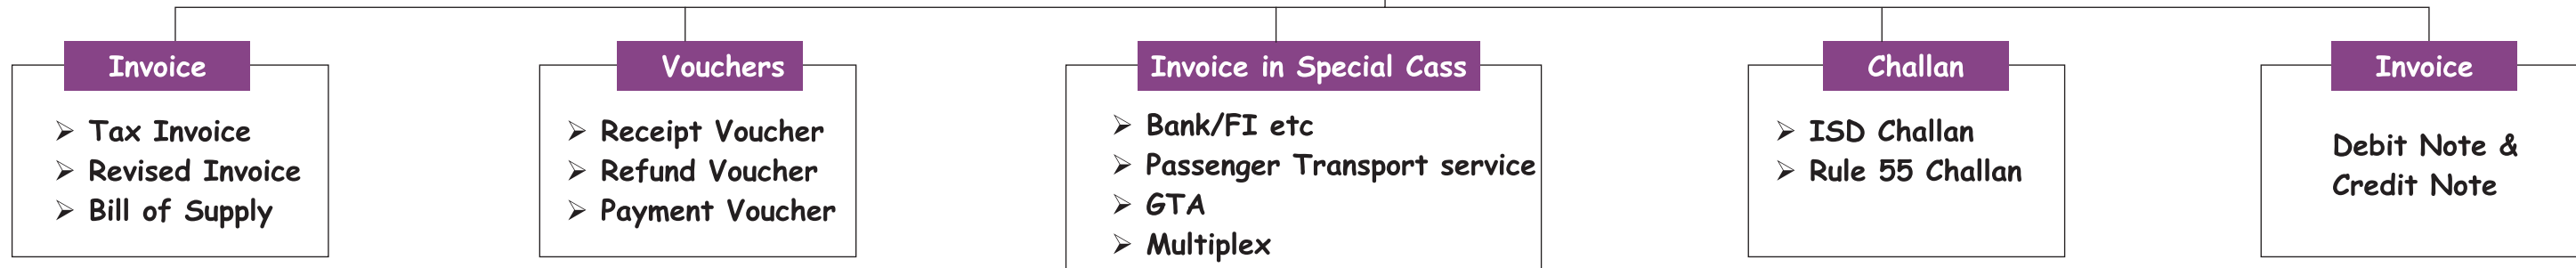 Invoice
Tax Invoice
Revised Invoice
Bill of Supply
Vouchers
Receipt Voucher
Refund Voucher
Payment Voucher
Invoice in Special Cass
Bank/FI etc
Passenger Transport service
GTA
Multiplex
Challan
ISD Challan
Rule 55 Challan
Invoice
Debit Note &
Credit Note